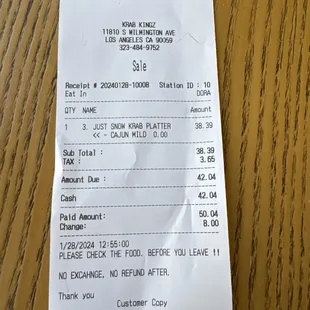 KRAB KINGZ
11810 S WILMINGTON AVE
LOS ANGELES CA 90059
323-484-9752
Sale
Receipt # 20240128-10008 Station ID : 10
Eat In DORA
QTY NAME Amount
1 3. JUST SNOW KRAB PLATTER 38.39
<< - CAJUN MILD 0.00
Sub Total : 38.39
TAX : 3.65
Amount Due : 42.04
Cash 42.04
Paid Amount: 50.04
Change: 8.00
1/28/2024 12:55:00
PLEASE CHECK THE FOOD. BEFORE YOU LEAVE !!
NO EXCAHNGE, NO REFUND AFTER.
Thank you
Customer Copy